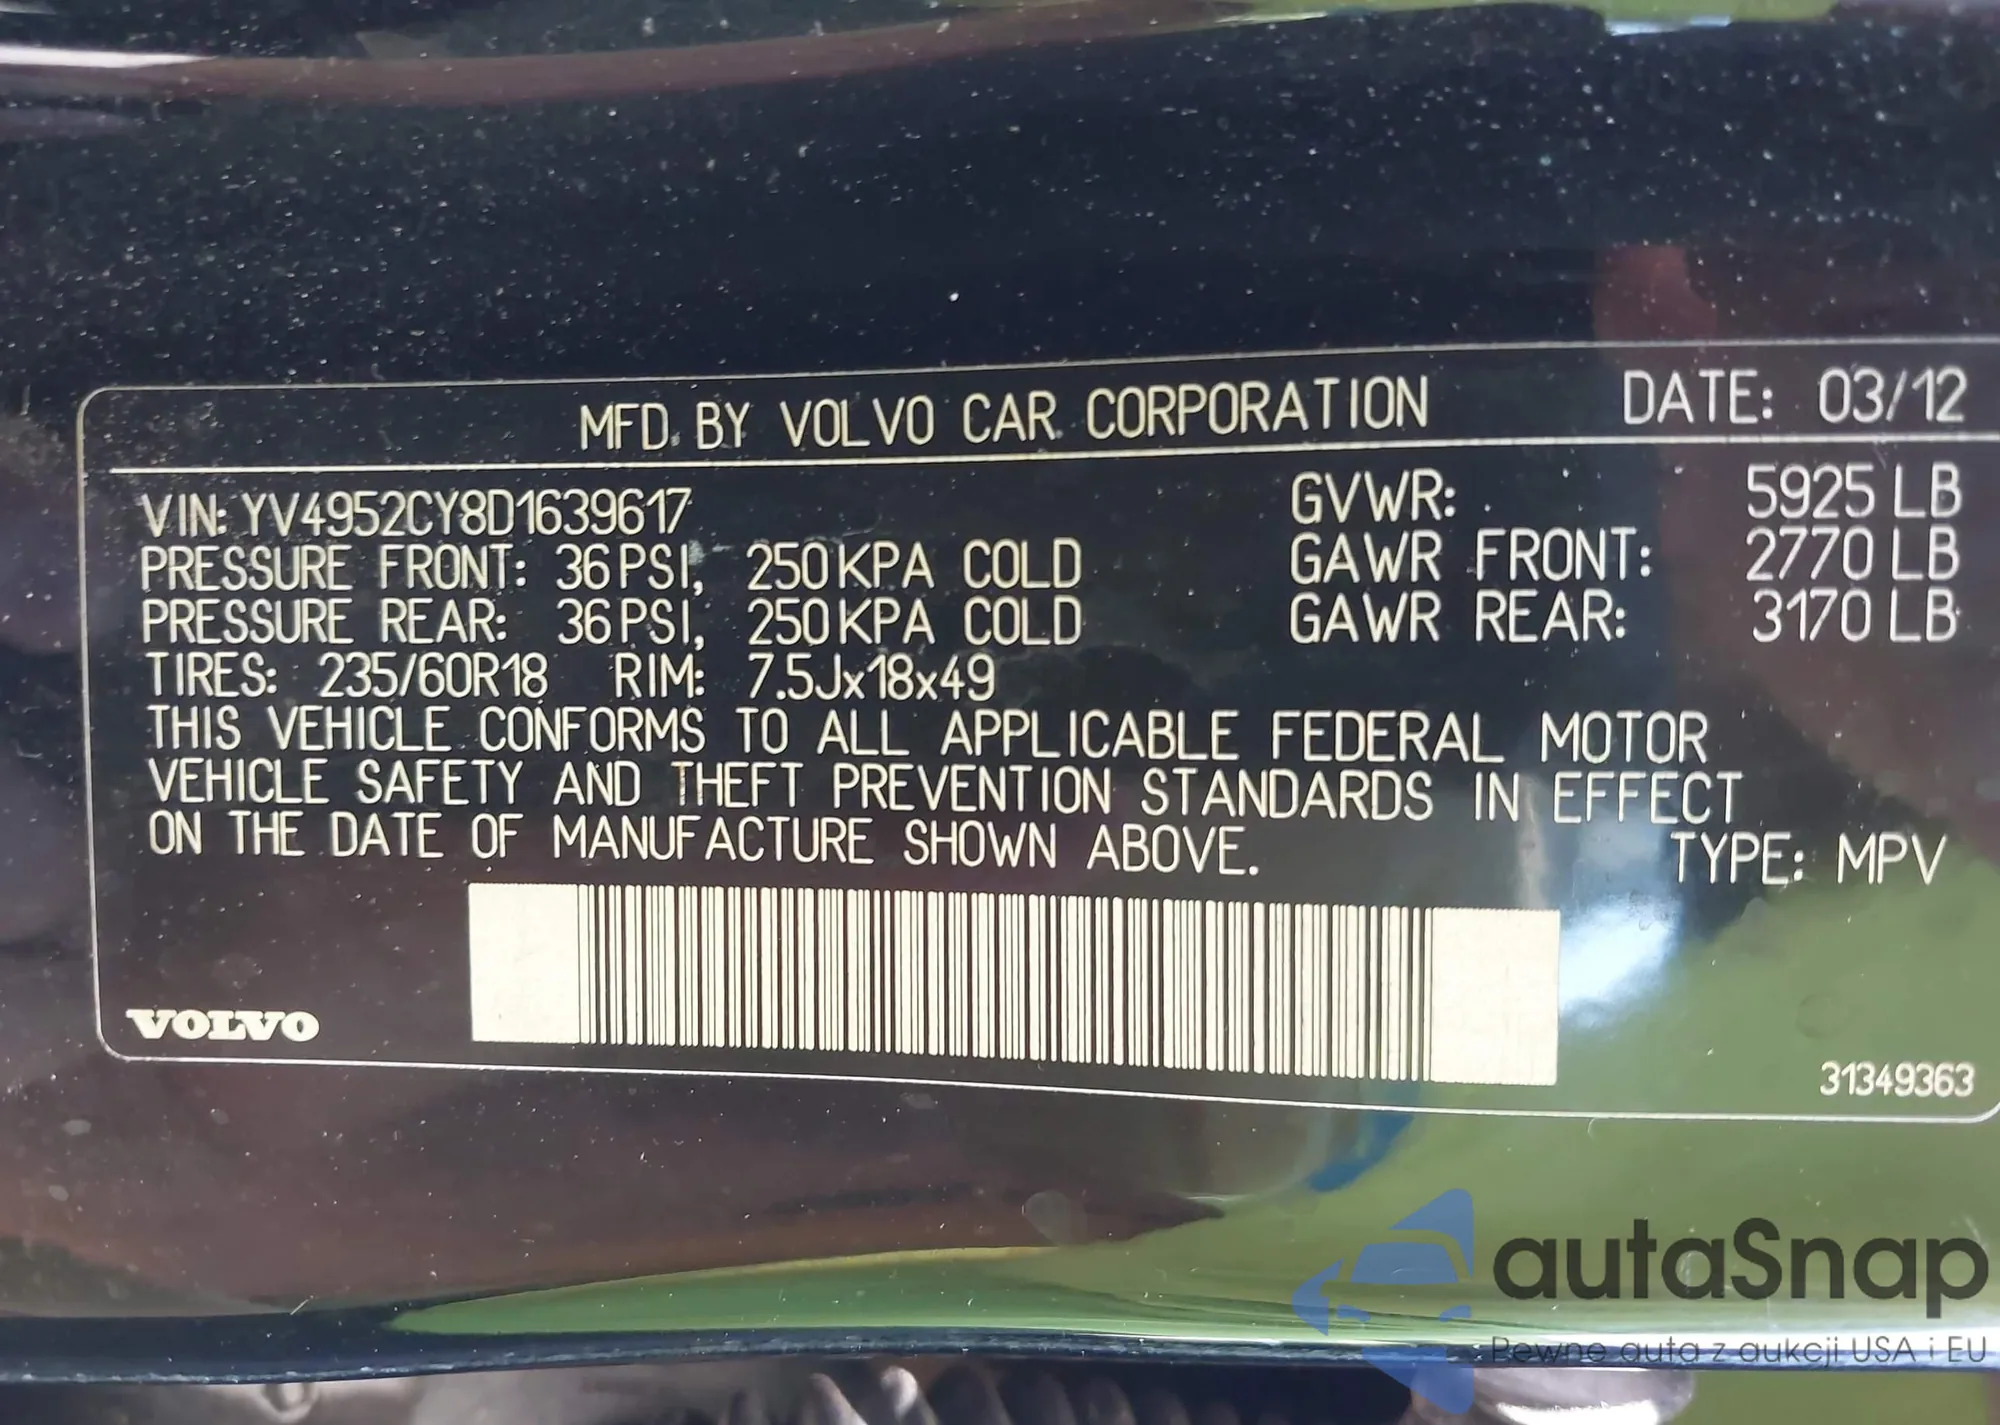 MFD. BY VOLVO CAR CORPORATION DATE: 03/12
VIN: YV4952CY8D1639617 GVWR: 5925 LB
PRESSURE FRONT: 36 PSI, 250 KPA COLD GAWR FRONT: 2770 LB
PRESSURE REAR: 36 PSI, 250 KPA COLD GAWR REAR: 3170 LB
TIRES: 235/60R18 RIM: 7.5Jx18x49
THIS VEHICLE CONFORMS TO ALL APPLICABLE FEDERAL MOTOR
VEHICLE SAFETY AND THEFT PREVENTION STANDARDS IN EFFECT
ON THE DATE OF MANUFACTURE SHOWN ABOVE. TYPE: MPV
VOLVO
31349363
autaSnap
Pewne auta z aukcji USA i EU